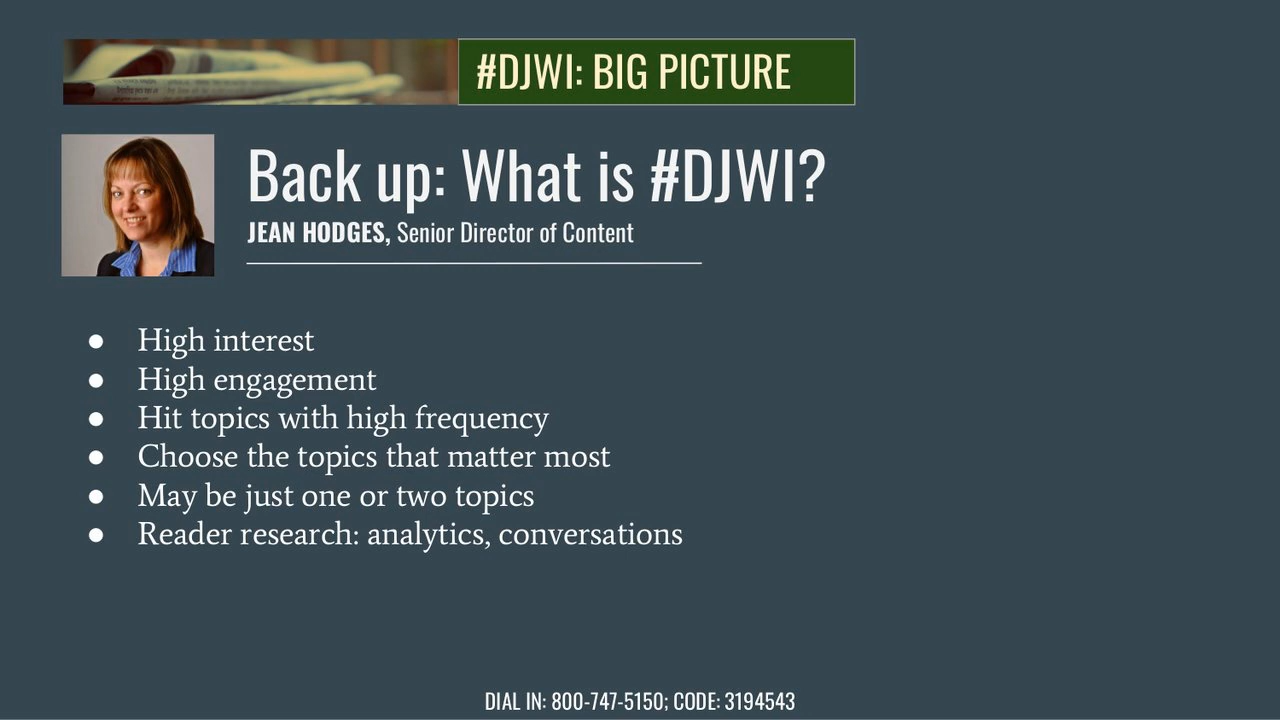 #DJWI: BIG PICTURE
Back up: What is #DJWI?
JEAN HODGES, Senior Director of Content
● High interest
● High engagement
● Hit topics with high frequency
● Choose the topics that matter most
● May be just one or two topics
● Reader research: analytics, conversations
DIAL IN: 800-747-5150; CODE: 3194543